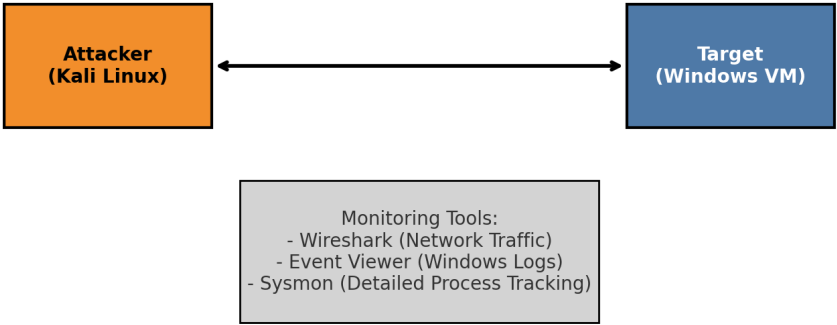 Attacker
(Kali Linux)
Target
(Windows VM)
Monitoring Tools:
- Wireshark (Network Traffic)
- Event Viewer (Windows Logs)
- Sysmon (Detailed Process Tracking)